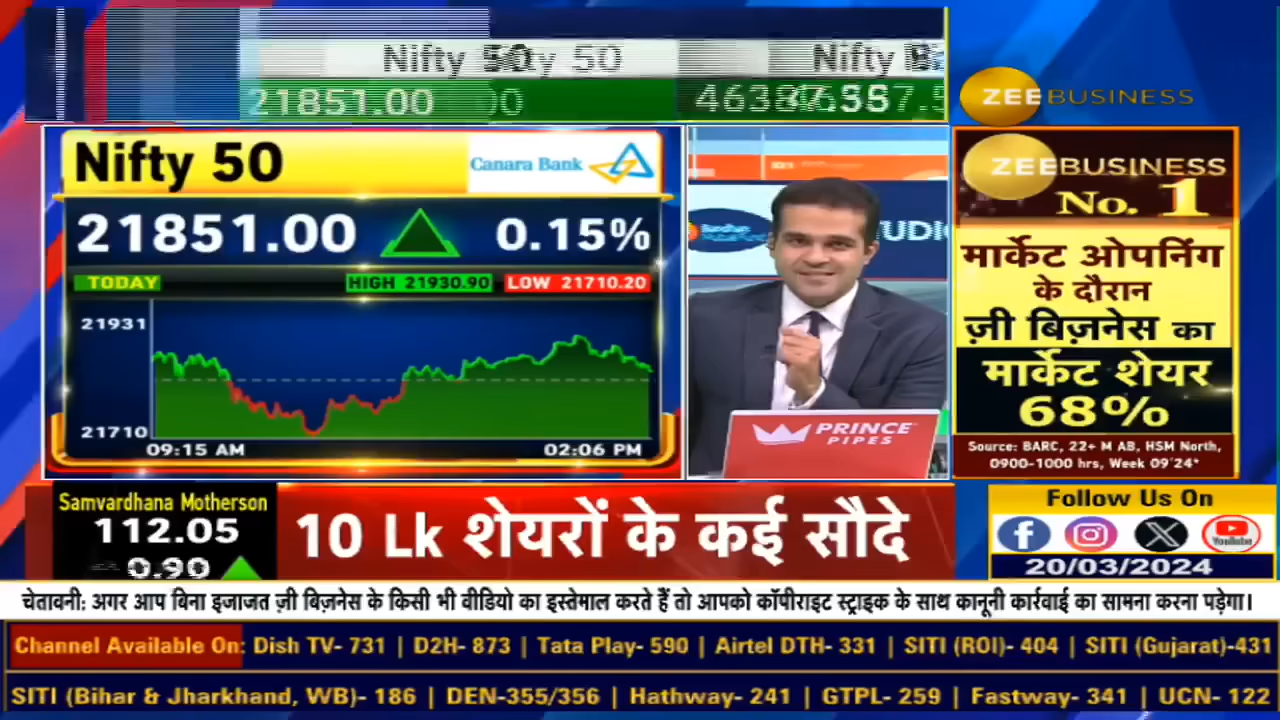 Nifty 50
21851.00
ZEEBUSINESS
Nifty 50
Canara Bank
21851.00
0.15%
TODAY
HIGH 21930.90
LOW 21710.20
21931
21710
09:15 AM
02:06 PM
PRINCE
PIPES
ZEEBUSINESS
No. 1
मार्केट ओपनिंग
के दौरान
ज़ी बिज़नेस का
मार्केट शेयर
68%
Source: BARC, 22+ M AB, HSM North,
0900-1000 hrs, Week 09'24*
Samvardhana Motherson
112.05
0.90
10 Lk शेयरों के कई सौदे
Follow Us On
YouTube
20/03/2024
चेतावनी: अगर आप बिना इजाजत ज़ी बिज़नेस के किसी भी वीडियो का इस्तेमाल करते हैं तो आपको कॉपीराइट स्ट्राइक के साथ कानूनी कार्रवाई का सामना करना पड़ेगा।
Channel Available On: Dish TV- 731 | D2H- 873 | Tata Play- 590 | Airtel DTH- 331 | SITI (ROI)- 404 | SITI (Gujarat)-431
SITI (Bihar & Jharkhand, WB)- 186 | DEN-355/356 | Hathway- 241 | GTPL- 259 | Fastway- 341 | UCN- 122